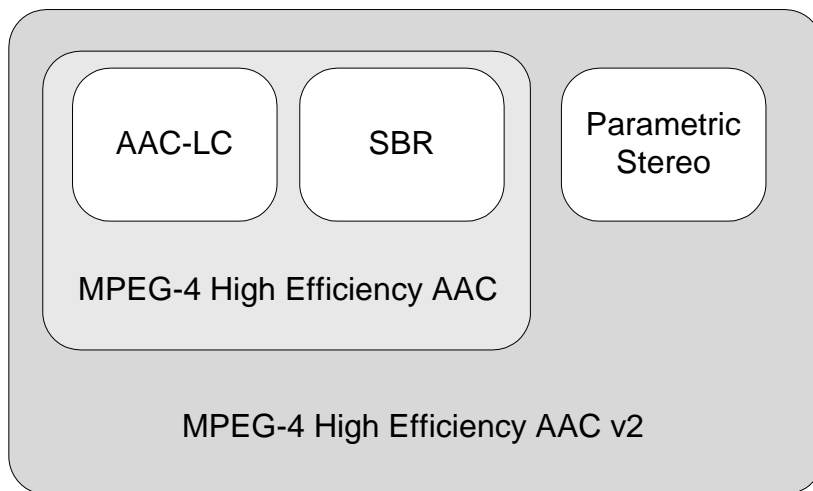 AAC-LC
SBR
Parametric
Stereo
MPEG-4 High Efficiency AAC
MPEG-4 High Efficiency AAC v2